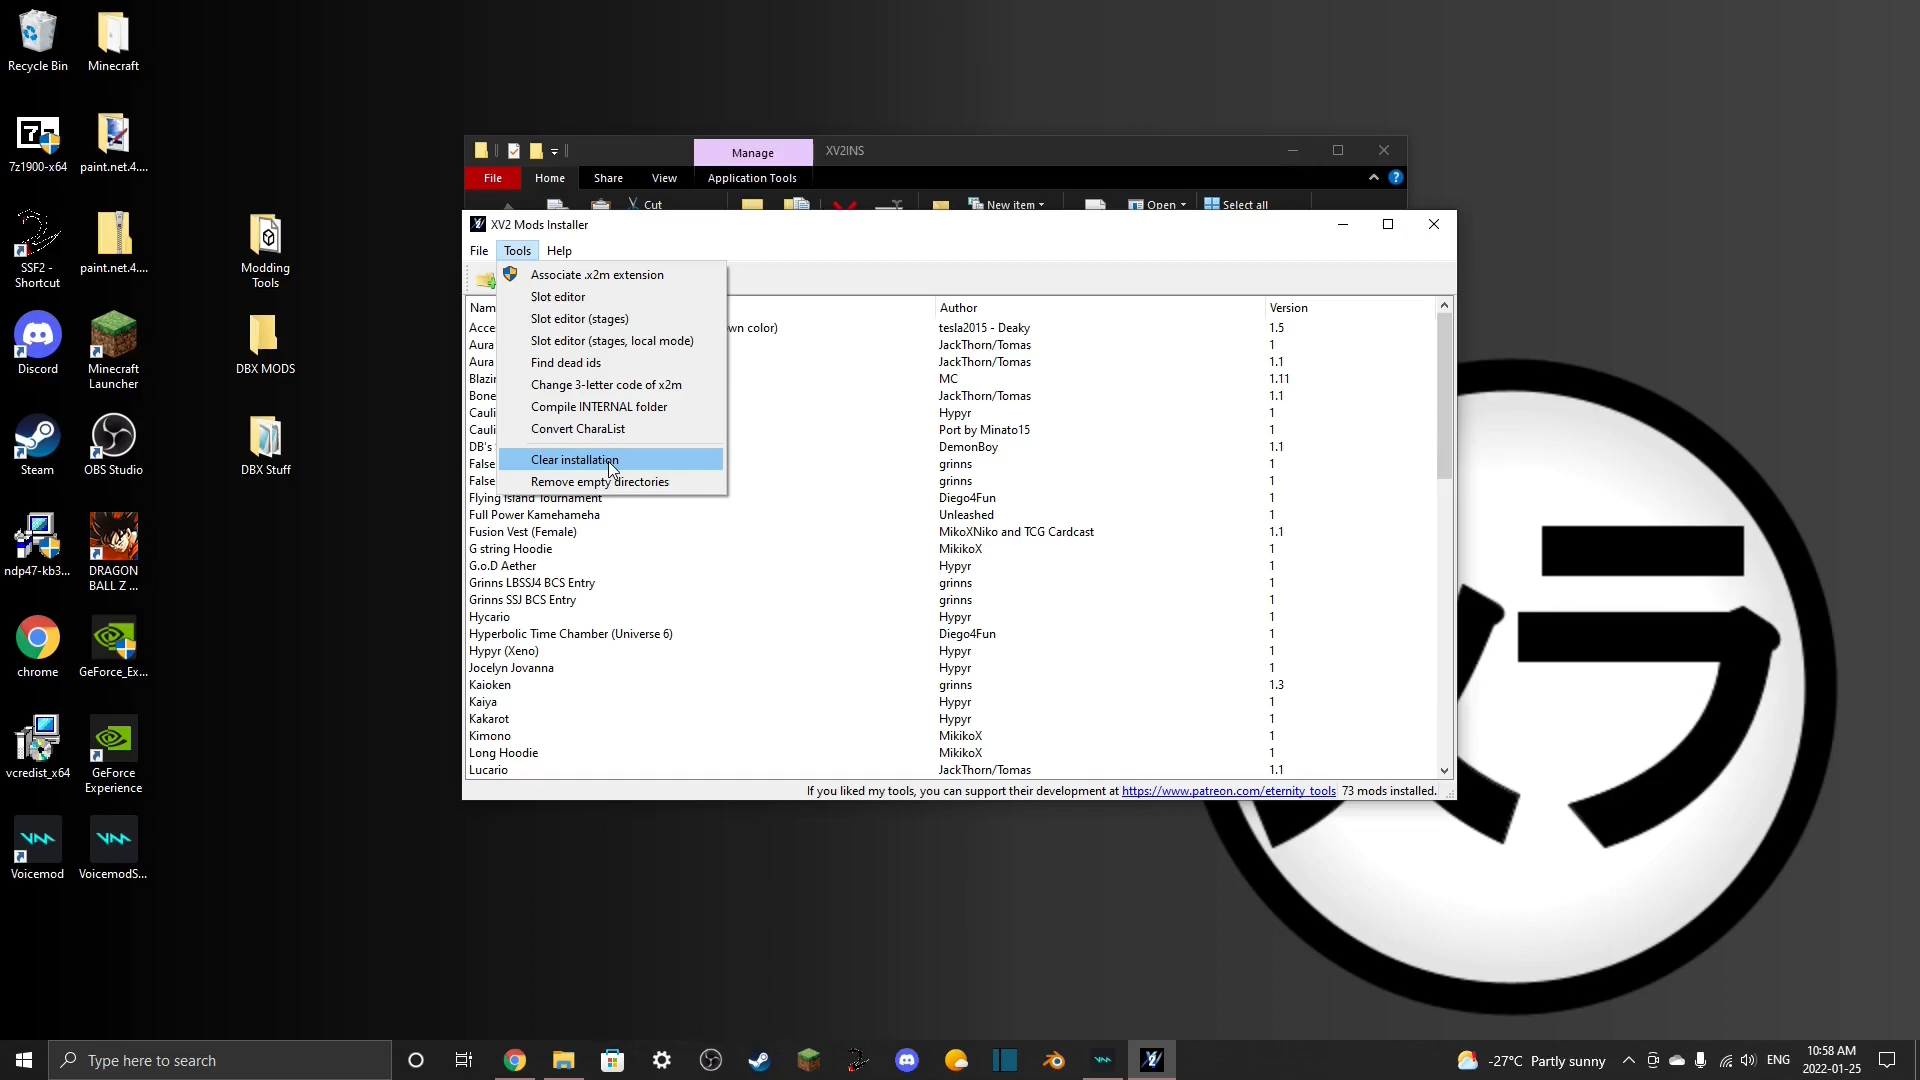 Recycle Bin
Minecraft
7z1900-x64
paint.net.4....
SSF2 -
Shortcut
paint.net.4....
Modding
Tools
Discord
Minecraft
Launcher
DBX MODS
Steam
OBS Studio
DBX Stuff
ndp47-kb3...
DRAGON
BALL Z ...
chrome
GeForce_Ex...
vcredist_x64
GeForce
Experience
Voicemod
VoicemodS...
Manage
XV2INS
File
Home
Share
View
Application Tools
Cut
New item
Open
Select all
XV2 Mods Installer
File
Tools
Help
Associate .x2m extension
Slot editor
Slot editor (stages)
Slot editor (stages, local mode)
Find dead ids
Change 3-letter code of x2m
Compile INTERNAL folder
Convert CharaList
Clear installation
Remove empty directories
Author
Version
wn color)
tesla2015 - Deaky
1.5
Aura
JackThorn/Tomas
1
Aura
JackThorn/Tomas
1.1
MC
1.11
Bone
JackThorn/Tomas
1.1
Cauli
Hypyr
1
Cauli
Port by Minato15
1
DB's
DemonBoy
1.1
False
grinns
1
False
grinns
1
Flying Island Tournament
Diego4Fun
1
Full Power Kamehameha
Unleashed
1
Fusion Vest (Female)
MikoXNiko and TCG Cardcast
1.1
G string Hoodie
MikikoX
1
G.o.D Aether
Hypyr
1
Grinns LBSSJ4 BCS Entry
grinns
1
Grinns SSJ BCS Entry
grinns
1
Hycario
Hypyr
1
Hyperbolic Time Chamber (Universe 6)
Diego4Fun
1
Hypyr (Xeno)
Hypyr
1
Jocelyn Jovanna
Hypyr
1
Kaioken
grinns
1.3
Kaiya
Hypyr
1
Kakarot
Hypyr
1
Kimono
MikikoX
1
Long Hoodie
MikikoX
1
Lucario
JackThorn/Tomas
1.1
If you liked my tools, you can support their development at https://www.patreon.com/eternity_tools
73 mods installed.
Type here to search
-27°C Partly sunny
ENG
10:58 AM
2022-01-25